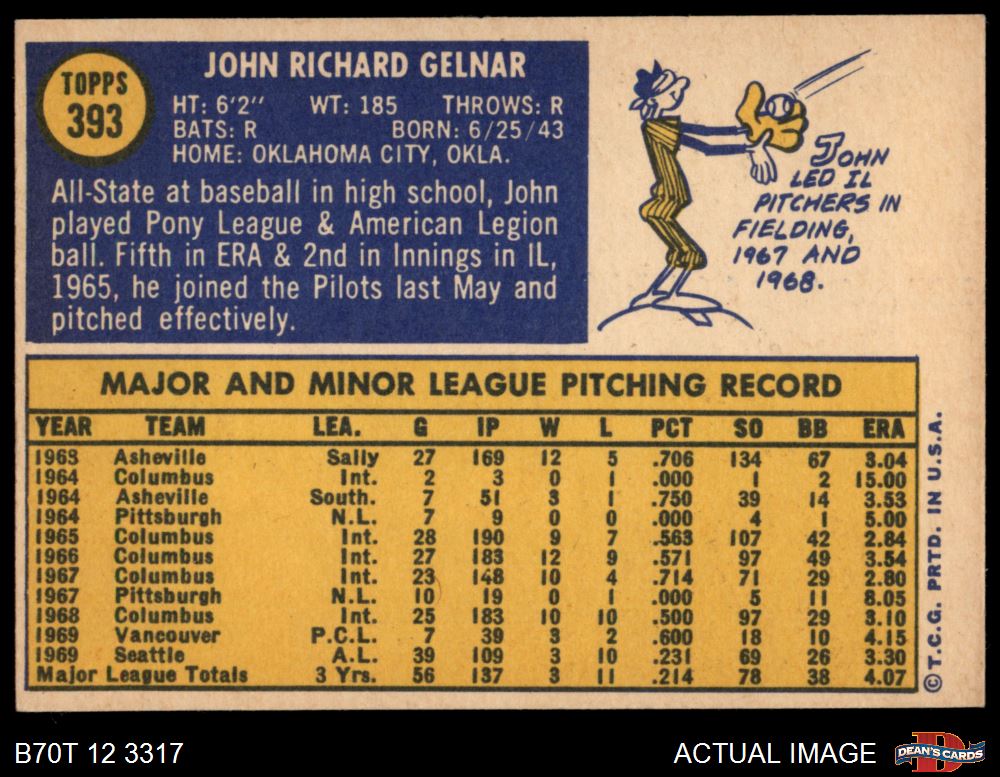 TOPPS
393
JOHN RICHARD GELNAR
HT: 6'2" WT: 185 THROWS: R
BATS: R BORN: 6/25/43
HOME: OKLAHOMA CITY, OKLA.
All-State at baseball in high school, John
played Pony League & American Legion
ball. Fifth in ERA & 2nd in Innings in IL,
1965, he joined the Pilots last May and
pitched effectively.
JOHN
LED IL
PITCHERS IN
FIELDING,
1967 AND
1968.
MAJOR AND MINOR LEAGUE PITCHING RECORD
YEAR TEAM LEA. G IP W L PCT SO BB ERA
1963 Asheville Sally 27 169 12 5 .706 134 67 3.04
1964 Columbus Int. 2 3 0 1 .000 1 2 15.00
1964 Asheville South. 7 51 3 1 .750 39 14 3.53
1964 Pittsburgh N.L. 7 9 0 0 .000 4 1 5.00
1965 Columbus Int. 28 190 9 7 .563 107 42 2.84
1966 Columbus Int. 27 183 12 9 .571 97 49 3.54
1967 Columbus Int. 23 148 10 4 .714 71 29 2.80
1967 Pittsburgh N.L. 10 19 0 1 .000 5 11 8.05
1968 Columbus Int. 25 183 10 10 .500 97 29 3.10
1969 Vancouver P.C.L. 7 39 3 2 .600 18 10 4.15
1969 Seattle A.L. 39 109 3 10 .231 69 26 3.30
Major League Totals 3 Yrs. 56 137 3 11 .214 78 38 4.07
©T.C.G. PRTD. IN U.S.A.
B70T 12 3317
ACTUAL IMAGE
DEAN'S CARDS